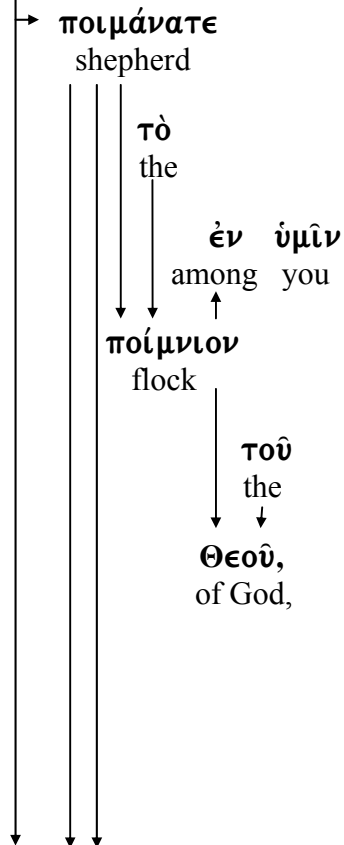 ποιμάνατε
shepherd
τὸ
the
ἐν ὑμῖν
among you
ποίμνιον
flock
τοῦ
the
Θεοῦ,
of God,